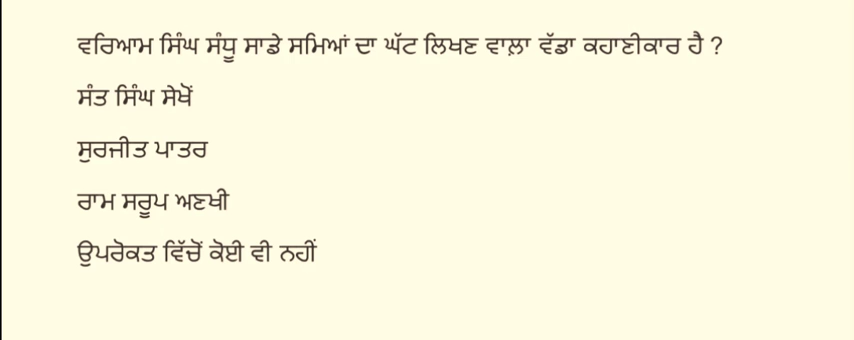 ਵਰਿਆਮ ਸਿੰਘ ਸੰਧੂ ਸਾਡੇ ਸਮਿਆਂ ਦਾ ਘੱਟ ਲਿਖਣ ਵਾਲਾ ਵੱਡਾ ਕਹਾਣੀਕਾਰ ਹੈ ?
ਸੰਤ ਸਿੰਘ ਸੇਖੋਂ
ਸੁਰਜੀਤ ਪਾਤਰ
ਰਾਮ ਸਰੂਪ ਅਣਖੀ
ਉਪਰੋਕਤ ਵਿੱਚੋਂ ਕੋਈ ਵੀ ਨਹੀਂ